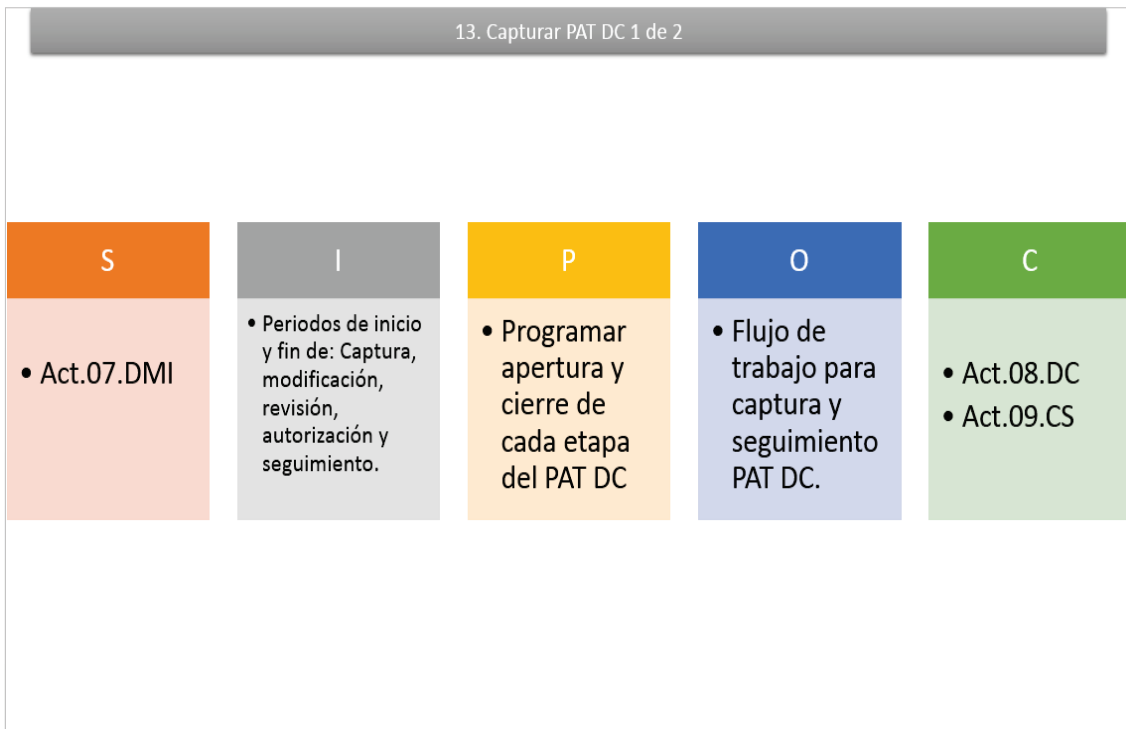 13. Capturar PAT DC 1 de 2
S
• Act.07.DMI
I
• Periodos de inicio
y fin de: Captura,
modificación,
revisión,
autorización y
seguimiento.
P
• Programar
apertura y
cierre de
cada etapa
del PAT DC
O
• Flujo de
trabajo para
captura y
seguimiento
PAT DC.
C
• Act.08.DC
• Act.09.CS